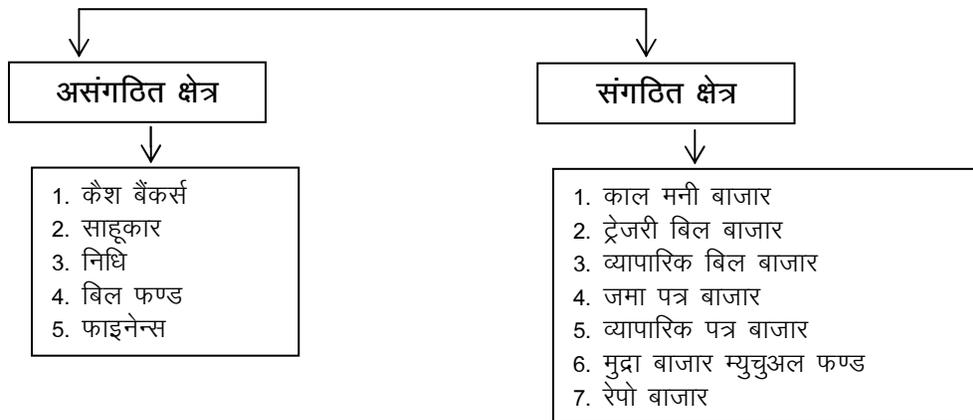 असंगठित क्षेत्र
1. कैश बैंकर्स
2. साहूकार
3. निधि
4. बिल फण्ड
5. फाइनेन्स
संगठित क्षेत्र
1. काल मनी बाजार
2. ट्रेजरी बिल बाजार
3. व्यापारिक बिल बाजार
4. जमा पत्र बाजार
5. व्यापारिक पत्र बाजार
6. मुद्रा बाजार म्युचुअल फण्ड
7. रेपो बाजार